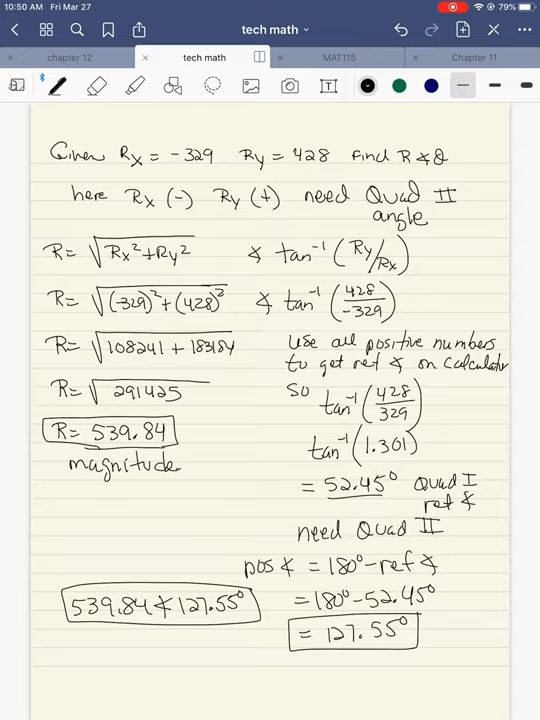 10:50 AM Fri Mar 27
79%
tech math
chapter 12
tech math
MAT115
Chapter 11
Given Rx = -329 Ry = 428 find R ∡ θ
here Rx (-) Ry (+) need Quad II
angle
R = √(Rx² + Ry²) ∡ tan⁻¹ (Ry/Rx)
R = √((-329)² + (428)²) ∡ tan⁻¹ (428/-329)
R = √(108241 + 183184)
use all positive numbers
to get ref ∡ on calculator
R = √291425
So tan⁻¹ (428/329)
R = 539.84
tan⁻¹ (1.301)
magnitude
= 52.45° Quad I
ref ∡
need Quad II
pos ∡ = 180° - ref ∡
= 180° - 52.45°
539.84 ∡ 127.55°
= 127.55°